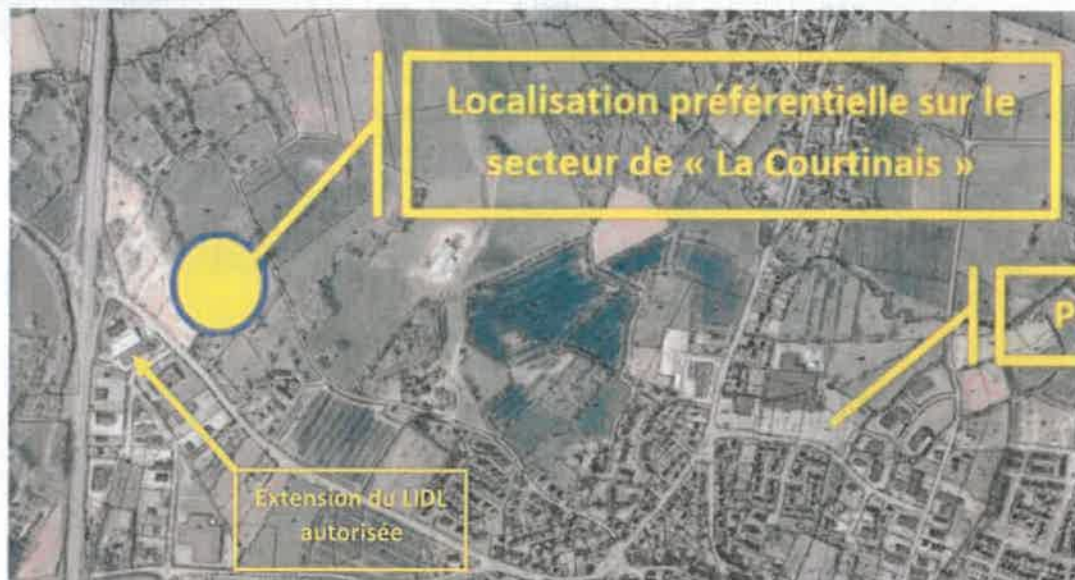 Localisation préférentielle sur le
secteur de « La Courtinais »
P
Extension du LIDL
autorisée